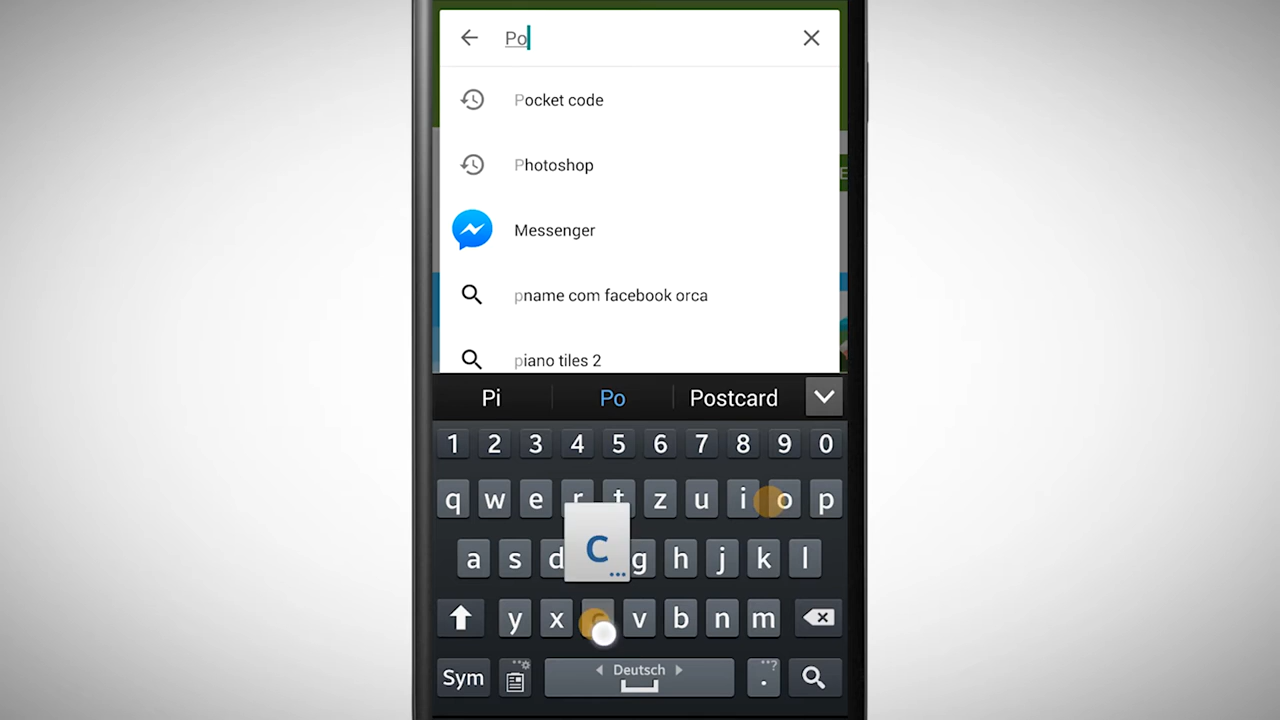 Po
Pocket code
Photoshop
Messenger
pname com facebook orca
piano tiles 2
Pi Po Postcard
1 2 3 4 5 6 7 8 9 0
q w e r t z u i o p
C
a s d g h j k l
y x c v b n m
Sym Deutsch . ?
E